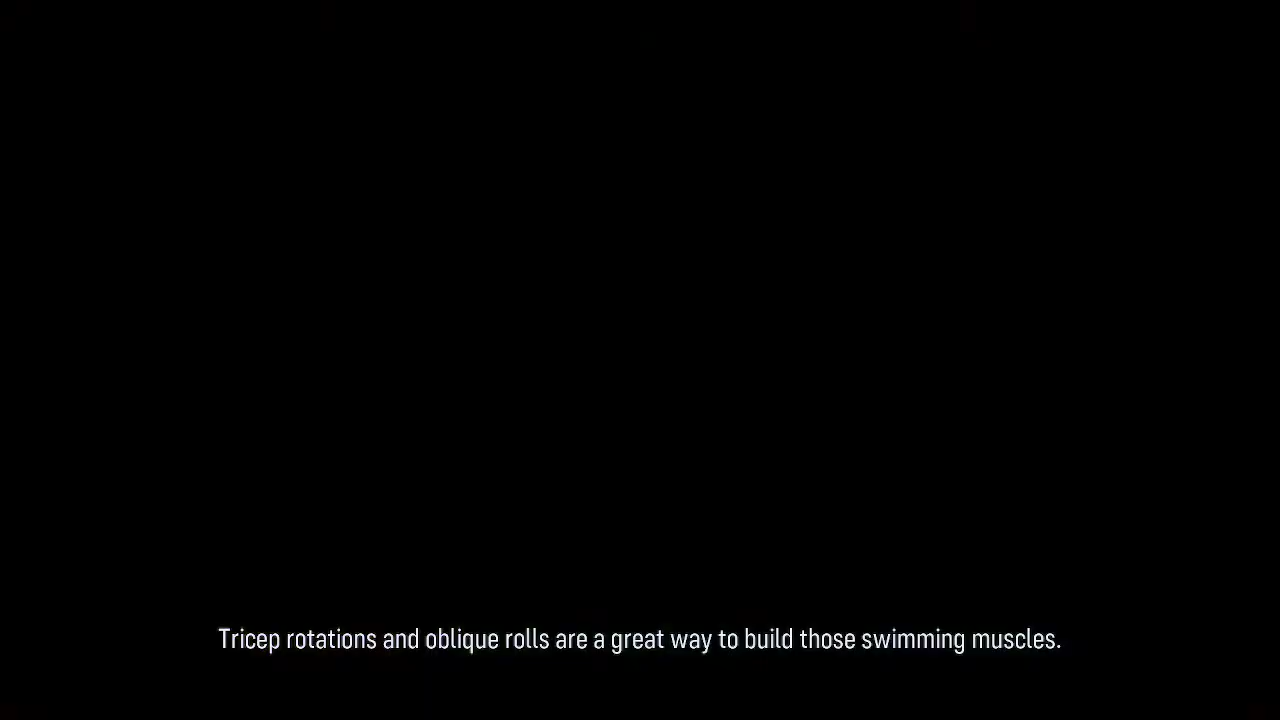 Tricep rotations and oblique rolls are a great way to build those swimming muscles.